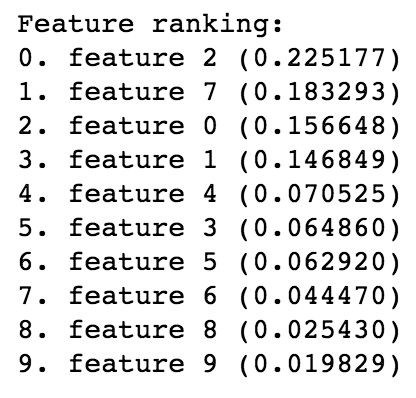 Feature ranking:
0. feature 2 (0.225177)
1. feature 7 (0.183293)
2. feature 0 (0.156648)
3. feature 1 (0.146849)
4. feature 4 (0.070525)
5. feature 3 (0.064860)
6. feature 5 (0.062920)
7. feature 6 (0.044470)
8. feature 8 (0.025430)
9. feature 9 (0.019829)